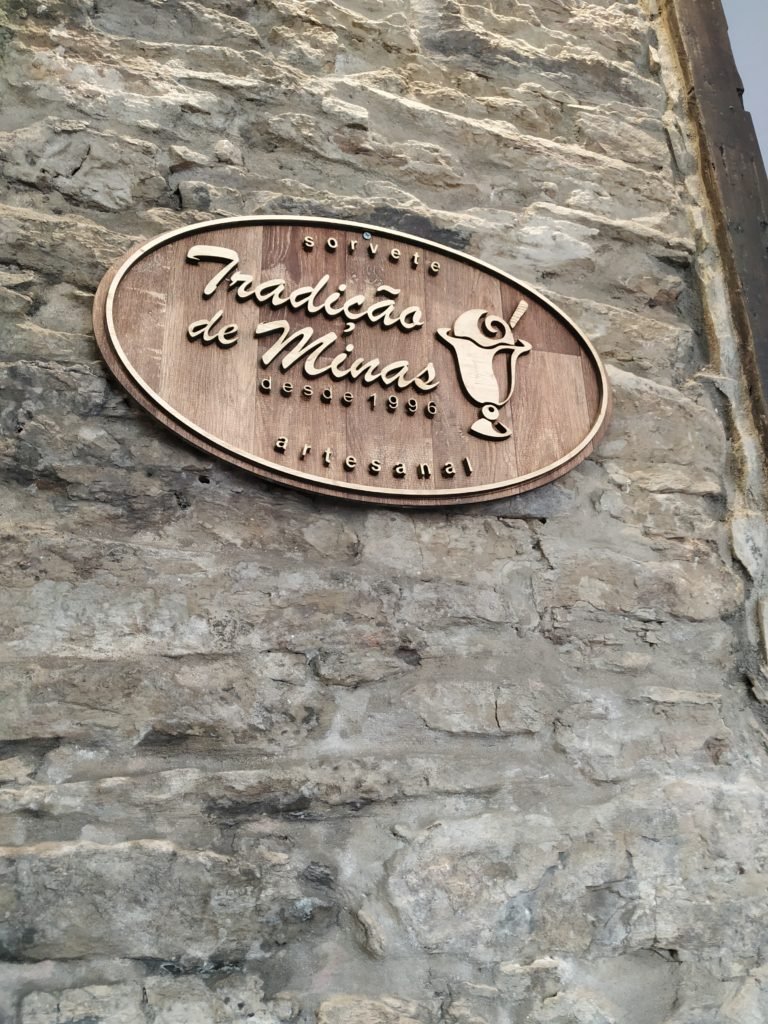 sorvete
Tradição
de Minas
desde 1996
artesanal